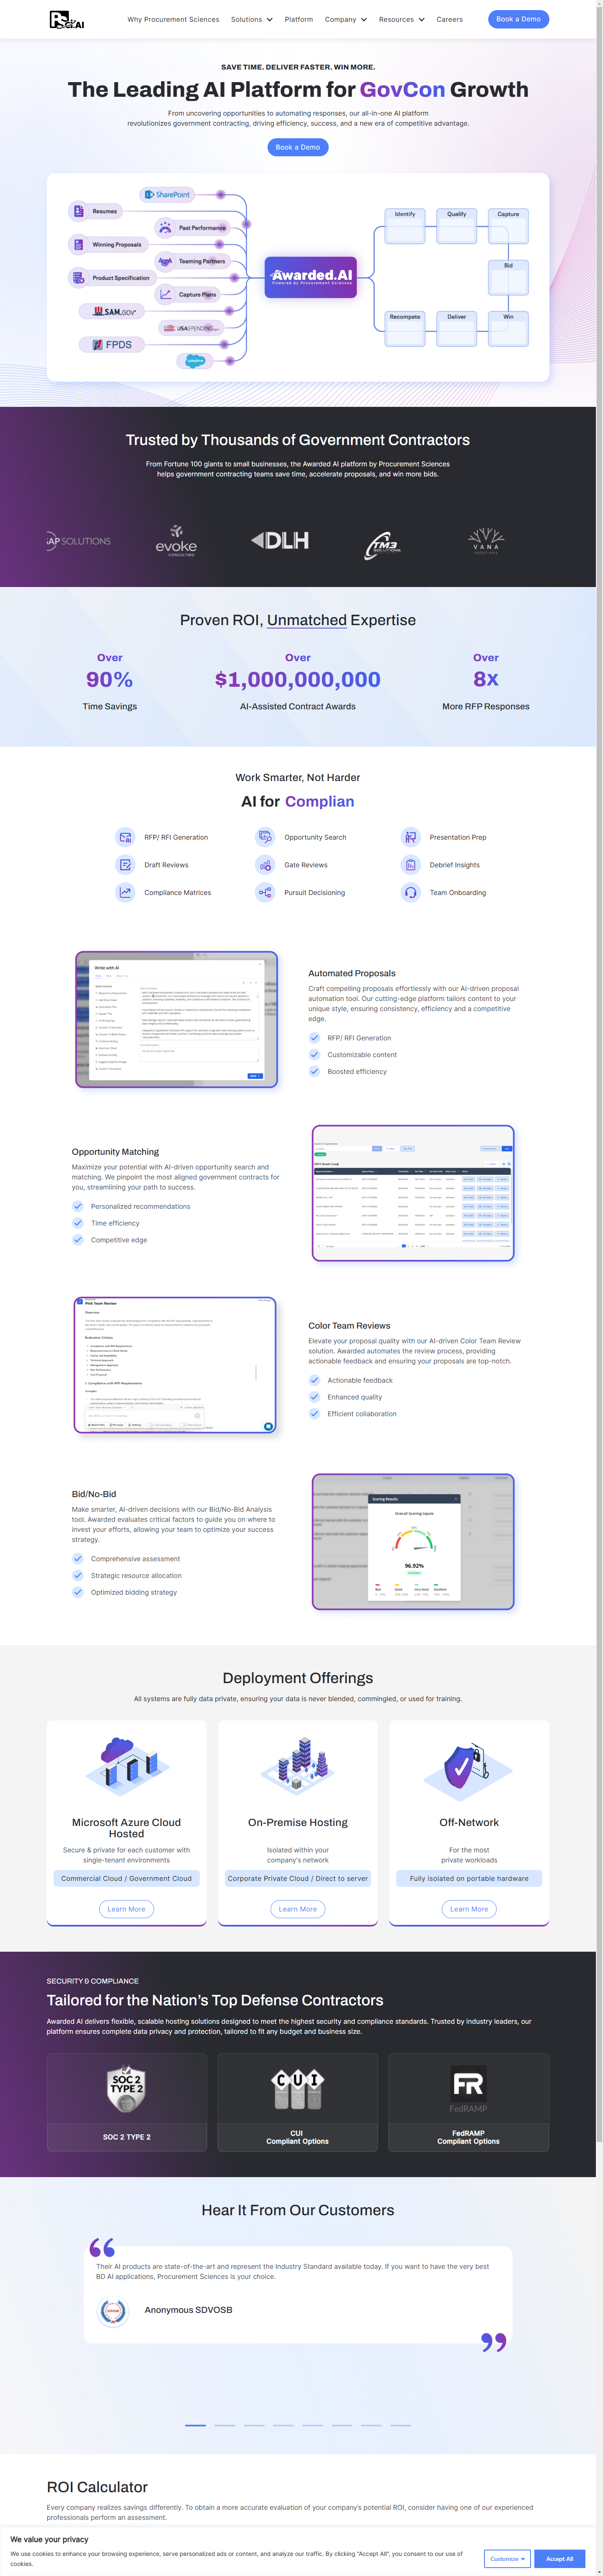 Why Procurement Sciences Solutions Platform Company Resources Careers Book a Demo
SAVE TIME. DELIVER FASTER. WIN MORE.
The Leading AI Platform for GovCon Growth
From uncovering opportunities to automating responses, our all-in-one AI platform
revolutionizes government contracting, driving efficiency, success, and a new era of competitive advantage.
Book a Demo
SharePoint
Resumes
Past Performance
Winning Proposals
Teaming Partners
Product Specification
Capture Plans
SAM.GOV
USASPENDING
FPDS
salesforce
Awarded.AI
Powered by Procurement Sciences
Identify Qualify Capture
Bid
Recompete Deliver Win
Trusted by Thousands of Government Contractors
From Fortune 100 giants to small businesses, the Awarded AI platform by Procurement Sciences
helps government contracting teams save time, accelerate proposals, and win more bids.
AP SOLUTIONS
evoke
CONSULTING
DLH
TM3
SOLUTIONS
VANA
Proven ROI, Unmatched Expertise
Over Over Over
90% $1,000,000,000 8x
Time Savings AI-Assisted Contract Awards More RFP Responses
Work Smarter, Not Harder
AI for Complian
RFP/ RFI Generation Opportunity Search Presentation Prep
Draft Reviews Gate Reviews Debrief Insights
Compliance Matrices Pursuit Decisioning Team Onboarding
Write with AI
Automated Proposals
Craft compelling proposals effortlessly with our AI-driven proposal
automation tool. Our cutting-edge platform tailors content to your
unique style, ensuring consistency, efficiency and a competitive
edge.
RFP/ RFI Generation
Customizable content
Boosted efficiency
Opportunity Matching
Maximize your potential with AI-driven opportunity search and
matching. We pinpoint the most aligned government contracts for
you, streamlining your path to success.
Personalized recommendations
Time efficiency
Competitive edge
Pink Team Review
Overview
Evaluation Criteria
Color Team Reviews
Elevate your proposal quality with our AI-driven Color Team Review
solution. Awarded automates the review process, providing
actionable feedback and ensuring your proposals are top-notch.
Actionable feedback
Enhanced quality
Efficient collaboration
Bid/No-Bid
Make smarter, AI-driven decisions with our Bid/No-Bid Analysis
tool. Awarded evaluates critical factors to guide you on where to
invest your efforts, allowing your team to optimize your success
strategy.
Comprehensive assessment
Strategic resource allocation
Optimized bidding strategy
Scoring Results
Overall Scoring Inputs
96.92%
Deployment Offerings
All systems are fully data private, ensuring your data is never blended, commingled, or used for training.
Microsoft Azure Cloud
Hosted
Secure & private for each customer with
single-tenant environments
Commercial Cloud / Government Cloud
Learn More
On-Premise Hosting
Isolated within your
company's network
Corporate Private Cloud / Direct to server
Learn More
Off-Network
For the most
private workloads
Fully isolated on portable hardware
Learn More
SECURITY & COMPLIANCE
Tailored for the Nation's Top Defense Contractors
Awarded AI delivers flexible, scalable hosting solutions designed to meet the highest security and compliance standards. Trusted by industry leaders, our
platform ensures complete data privacy and protection, tailored to fit any budget and business size.
SOC 2
TYPE 2
SOC 2 TYPE 2
CUI
CUI
Compliant Options
FR
FedRAMP
FedRAMP
Compliant Options
Hear It From Our Customers
Their AI products are state-of-the-art and represent the Industry Standard available today. If you want to have the very best
BD AI applications, Procurement Sciences is your choice.
Anonymous SDVOSB
ROI Calculator
Every company realizes savings differently. To obtain a more accurate evaluation of your company's potential ROI, consider having one of our experienced
professionals perform an assessment.
We value your privacy
We use cookies to enhance your browsing experience, serve personalized ads or content, and analyze our traffic. By clicking "Accept All", you consent to our use of
cookies.
Customize Accept All